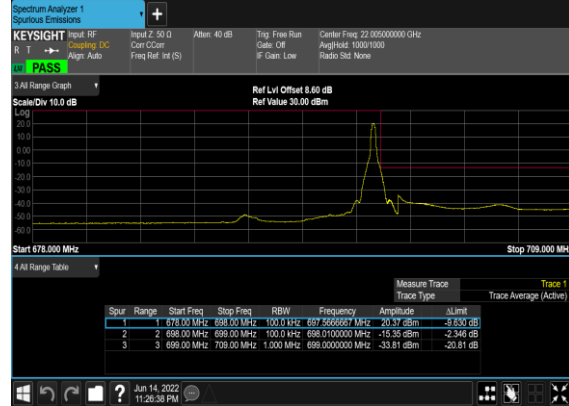 Spectrum Analyzer 1
Spurious Emissions
+
KEYSIGHT Input: RF Input Z: 50 Ω Atten: 40 dB Trig: Free Run Center Freq: 22.005000000 GHz
R T Coupling: DC Corr CCorr Gate: Off Avg|Hold: 1000/1000
Align: Auto Freq Ref: Int (S) IF Gain: Low Radio Std: None
PASS
3 All Range Graph
Ref Lvl Offset 8.60 dB
Scale/Div 10.0 dB Ref Value 30.00 dBm
Log
20.0
10.0
0.00
-10.0
-20.0
-30.0
-40.0
-50.0
-60.0
Start 678.000 MHz Stop 709.000 MH
4 All Range Table
Measure Trace Trace 1
Trace Type Trace Average (Active)
Spur Range Start Freq Stop Freq RBW Frequency Amplitude ΔLimit
1 1 678.00 MHz 698.00 MHz 100.0 kHz 697.5666667 MHz 20.37 dBm -9.630 dB
2 2 698.00 MHz 699.00 MHz 100.0 kHz 698.0100000 MHz -15.35 dBm -2.346 dB
3 3 699.00 MHz 709.00 MHz 1.000 MHz 699.0000000 MHz -33.81 dBm -20.81 dB
? Jun 14, 2022
11:26:38 PM